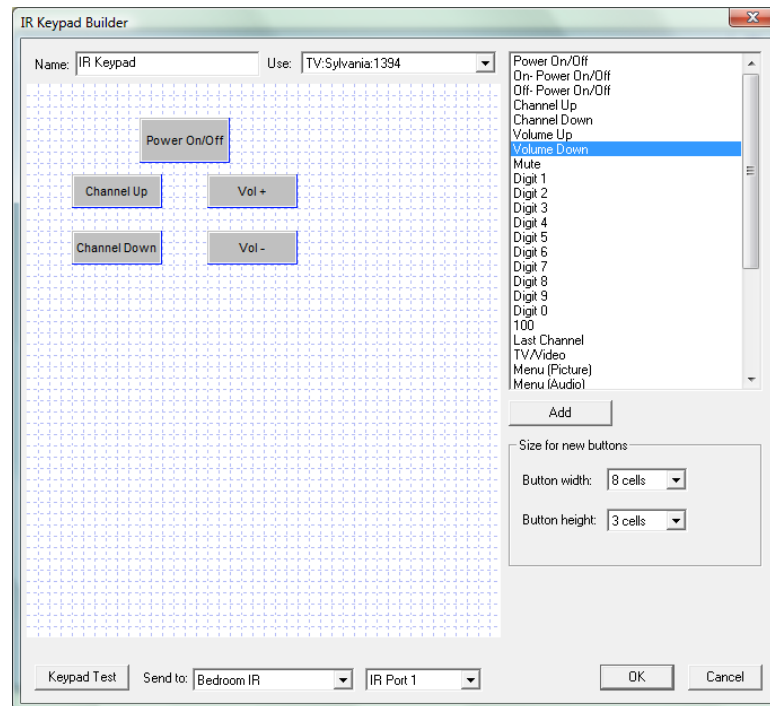 IR Keypad Builder
Name: IR Keypad Use: TV:Sylvania:1394
Power On/Off
Channel Up Vol +
Channel Down Vol -
Power On/Off
On- Power On/Off
Off- Power On/Off
Channel Up
Channel Down
Volume Up
Volume Down
Mute
Digit 1
Digit 2
Digit 3
Digit 4
Digit 5
Digit 6
Digit 7
Digit 8
Digit 9
Digit 0
100
Last Channel
TV/Video
Menu (Picture)
Menu (Audio)
Add
Size for new buttons
Button width: 8 cells
Button height: 3 cells
Keypad Test Send to: Bedroom IR IR Port 1 OK Cancel